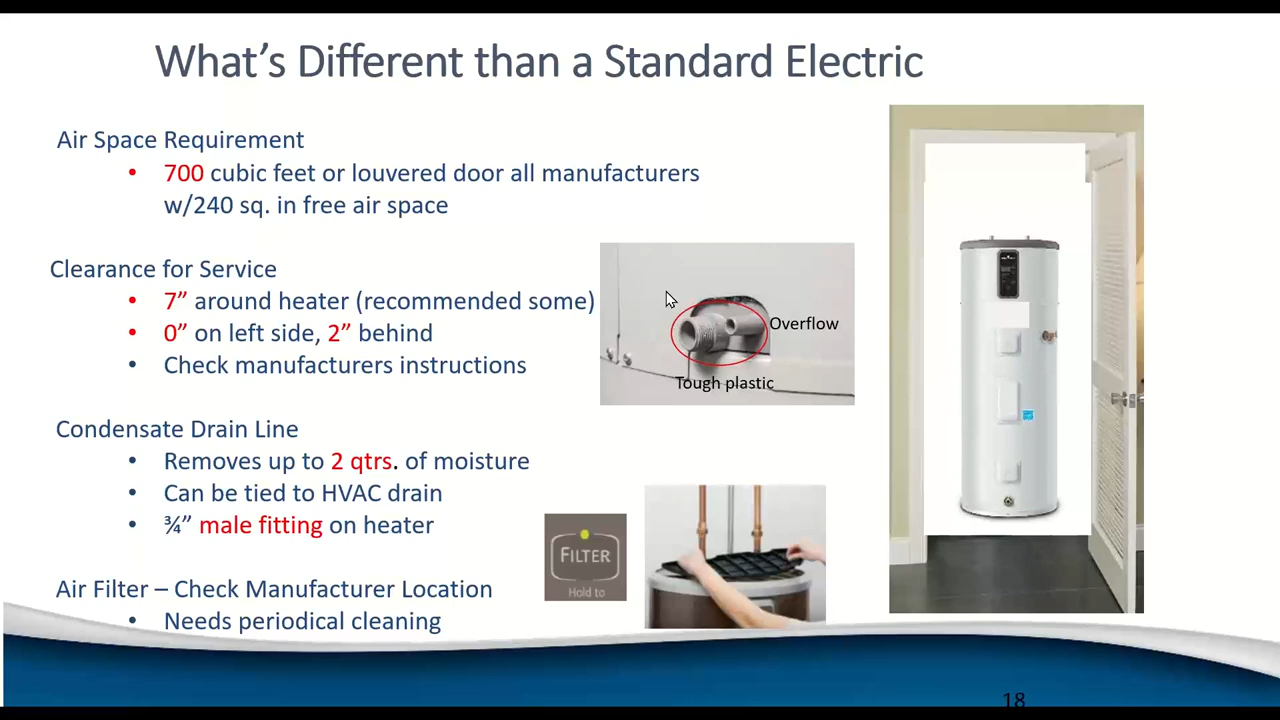 What's Different than a Standard Electric
Air Space Requirement
• 700 cubic feet or louvered door all manufacturers
w/240 sq. in free air space
Clearance for Service
• 7” around heater (recommended some)
• 0” on left side, 2” behind
• Check manufacturers instructions
Overflow
Tough plastic
Condensate Drain Line
• Removes up to 2 qtrs. of moisture
• Can be tied to HVAC drain
• ¾” male fitting on heater
FILTER
Hold to
Air Filter – Check Manufacturer Location
• Needs periodical cleaning
18